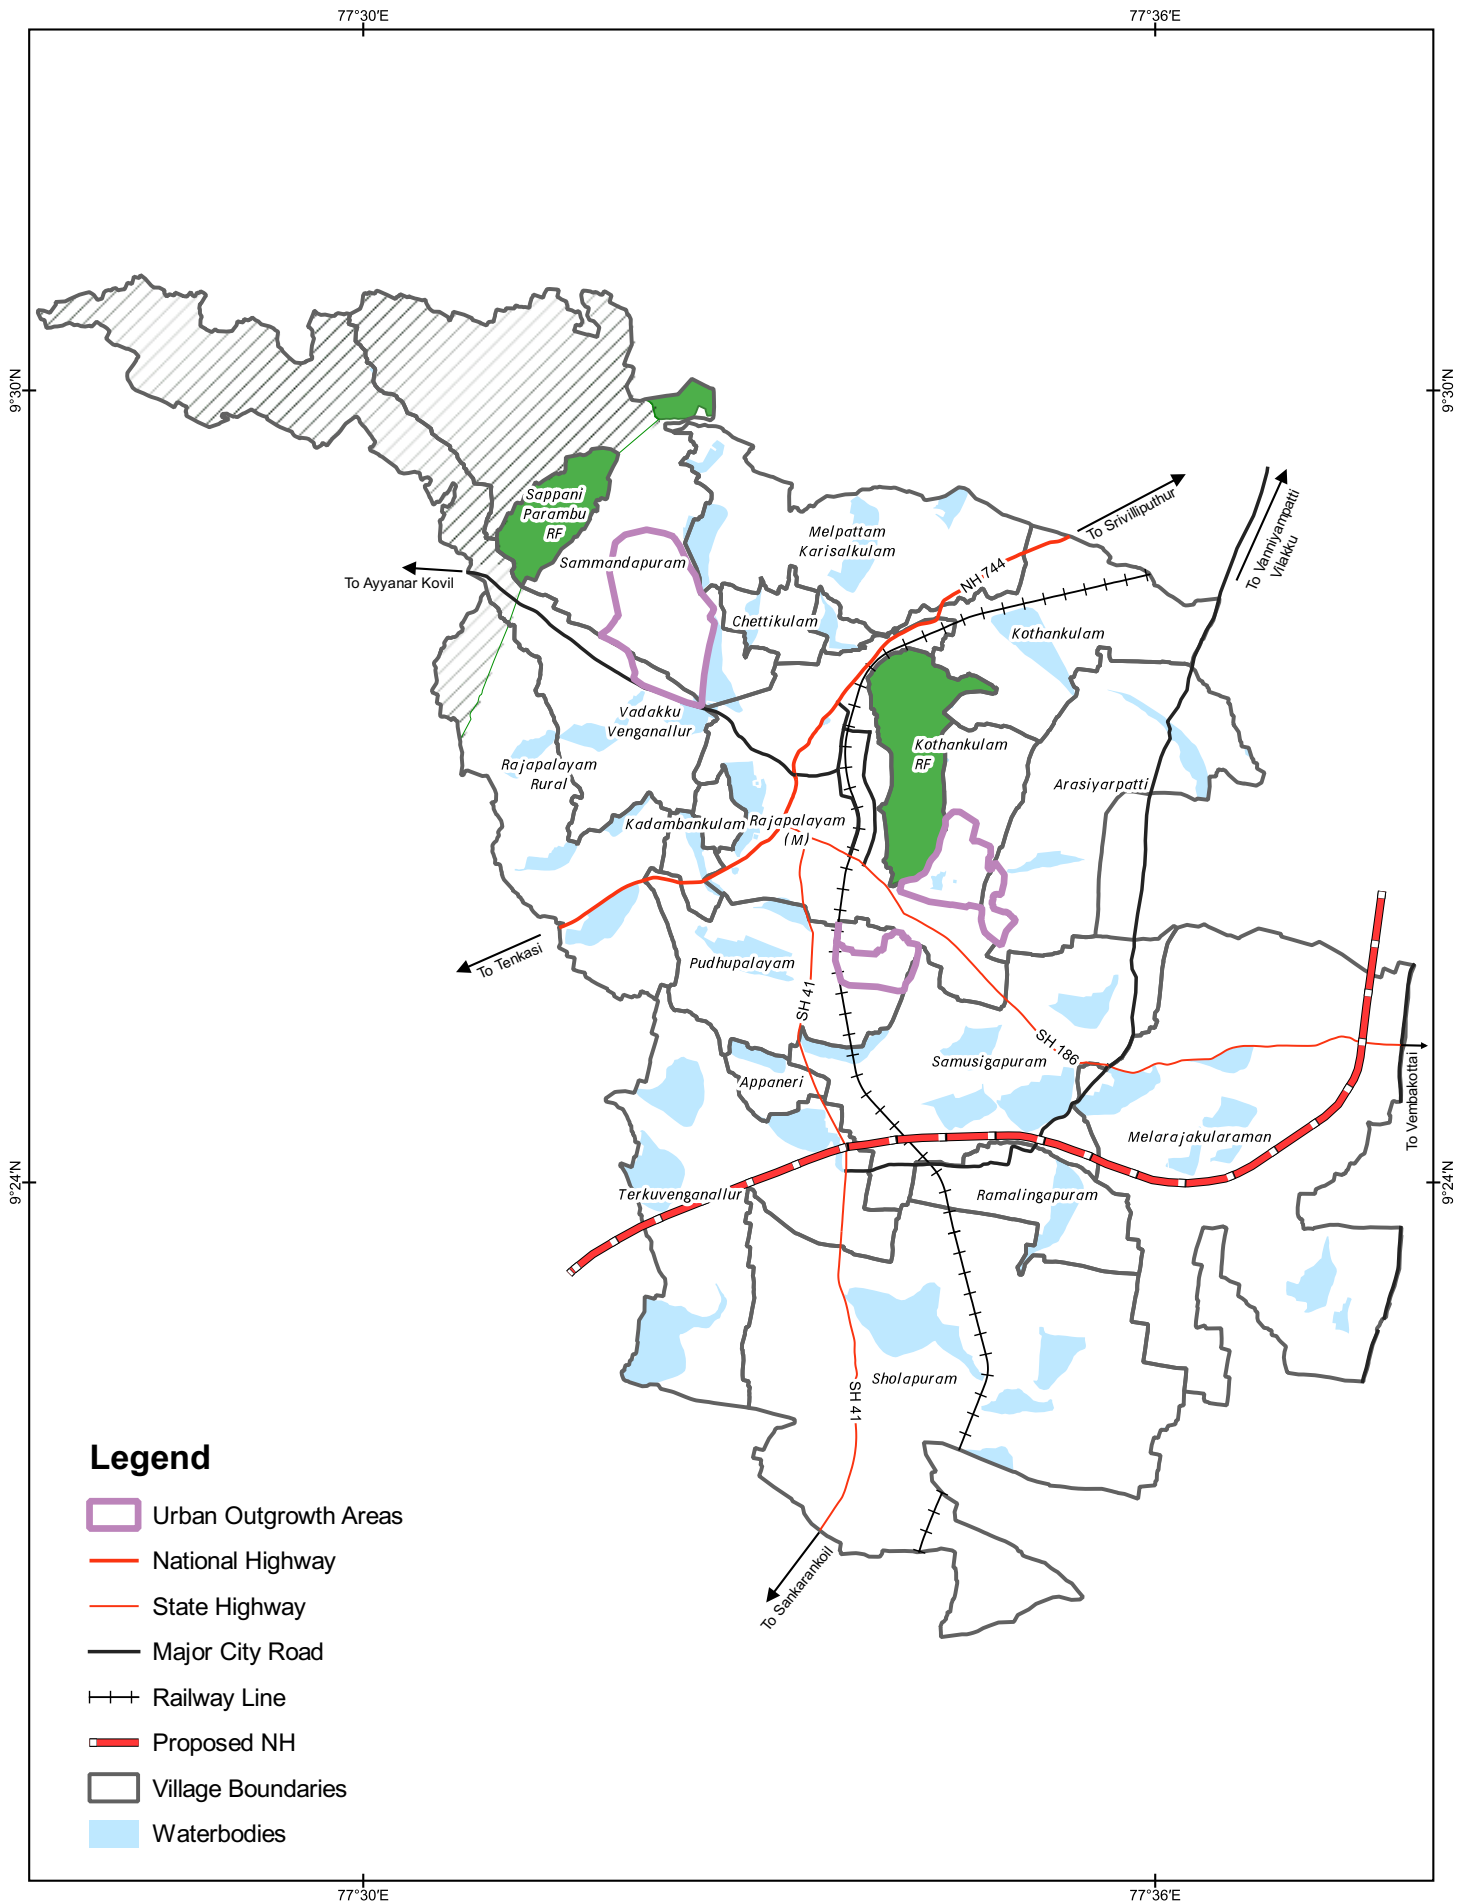 77°30'E
77°36'E
9°30'N
9°30'N
Sappani
Parambu
RF
To Srivilliputhur
To Vanniyampatti
Vilakku
Melpattam
Karisalkulam
Sammandapuram
To Ayyanar Kovil
NH 744
Chettikulam
Kothankulam
Vadakku
Venganallur
Kothankulam
RF
Rajapalayam
Rural
Arasiyarpatti
Kadambankulam
Rajapalayam
(M)
To Tenkasi
Pudhupalayam
SH 41
SH 186
Samusigapuram
Appaneri
To Vembakottai
Melarajakularaman
9°24'N
9°24'N
Terkuvenganallur
Ramalingapuram
Sholapuram
SH 41
To Sankarankoil
Legend
Urban Outgrowth Areas
National Highway
State Highway
Major City Road
Railway Line
Proposed NH
Village Boundaries
Waterbodies
77°30'E
77°36'E